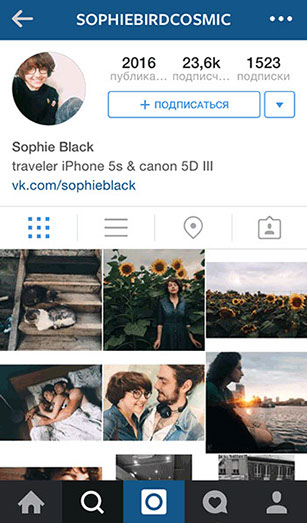 SOPHIEBIRDCOSMIC
2016 23,6k 1523
публика... подписч... подписки
+ ПОДПИСАТЬСЯ
Sophie Black
traveler iPhone 5s & canon 5D III
vk.com/sophieblack